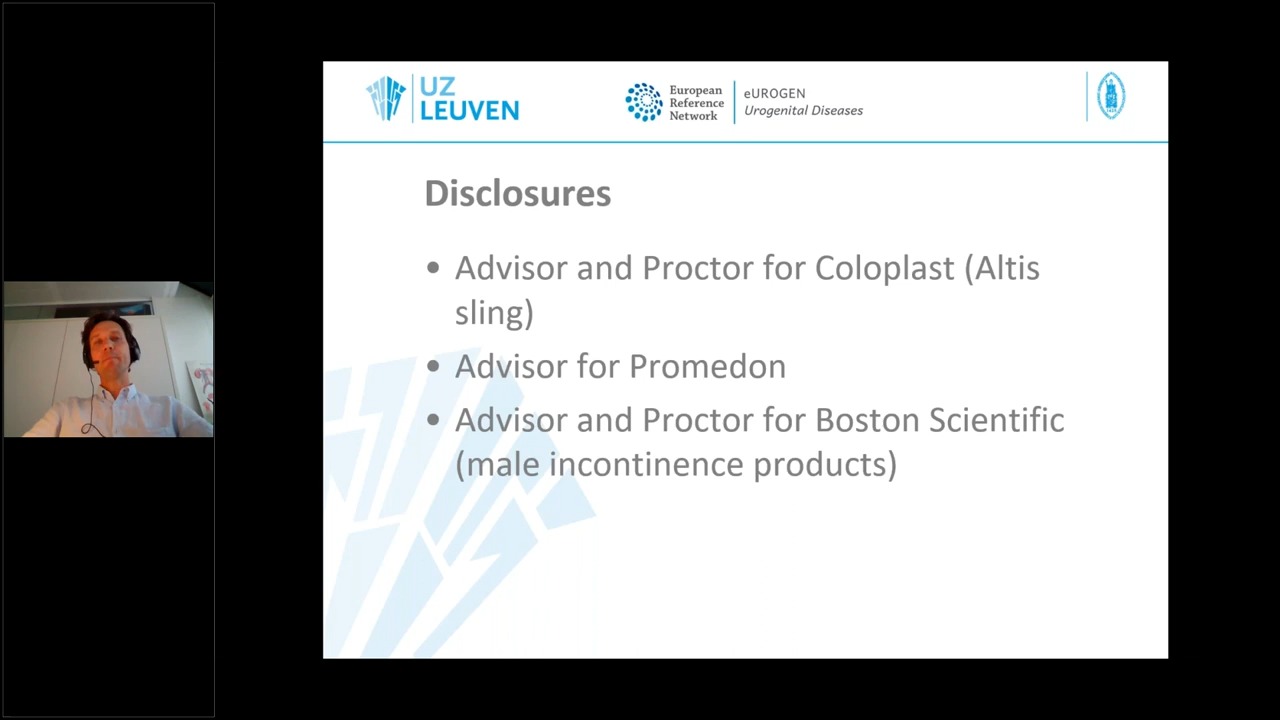 UZ
LEUVEN
European
Reference
Network
eUROGEN
Urogenital Diseases
Disclosures
• Advisor and Proctor for Coloplast (Altis
sling)
• Advisor for Promedon
• Advisor and Proctor for Boston Scientific
(male incontinence products)